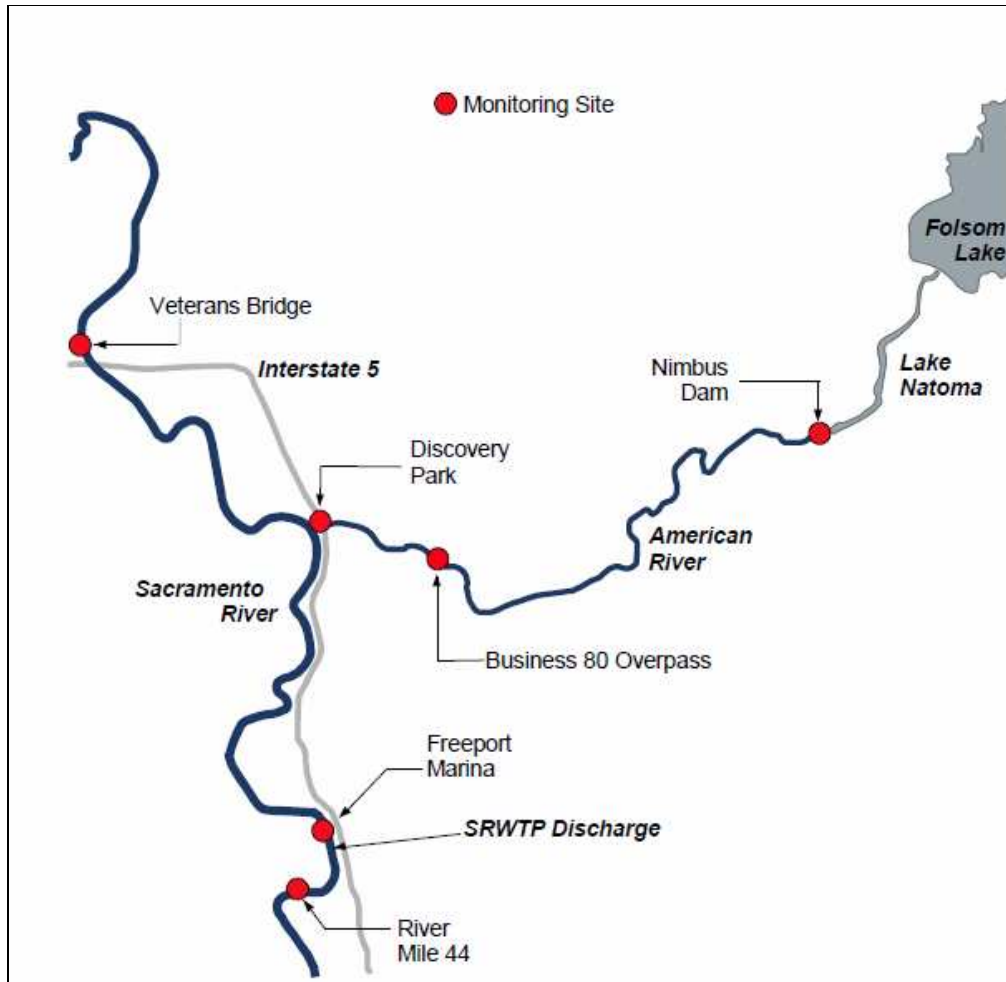 Monitoring Site
Folsom
Lake
Veterans Bridge
Interstate 5
Nimbus
Dam
Lake
Natoma
Discovery
Park
American
River
Sacramento
River
Business 80 Overpass
Freeport
Marina
SRWTP Discharge
River
Mile 44